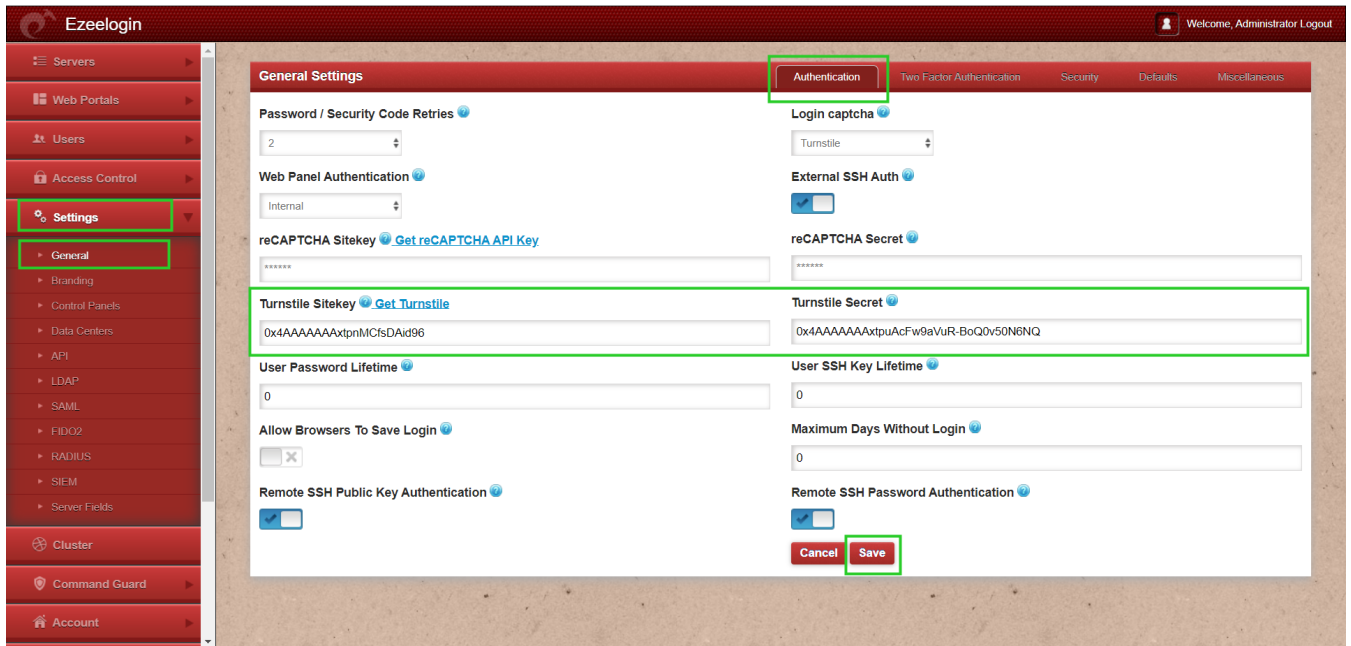 Ezeelogin
Welcome, Administrator Logout
Servers
Web Portals
Users
Access Control
Settings
General
Branding
Control Panels
Data Centers
API
LDAP
SAML
FIDO2
RADIUS
SIEM
Server Fields
Cluster
Command Guard
Account
General Settings
Authentication
Two Factor Authentication
Security
Defaults
Miscellaneous
Password / Security Code Retries
2
Login captcha
Turnstile
Web Panel Authentication
Internal
External SSH Auth
reCAPTCHA Sitekey Get reCAPTCHA API Key
******
reCAPTCHA Secret
******
Turnstile Sitekey Get Turnstile
0x4AAAAAAAxtpnMCfsDAid96
Turnstile Secret
0x4AAAAAAAxtpuAcFw9aVuR-BoQ0v50N6NQ
User Password Lifetime
0
User SSH Key Lifetime
0
Allow Browsers To Save Login
Maximum Days Without Login
0
Remote SSH Public Key Authentication
Remote SSH Password Authentication
Cancel
Save